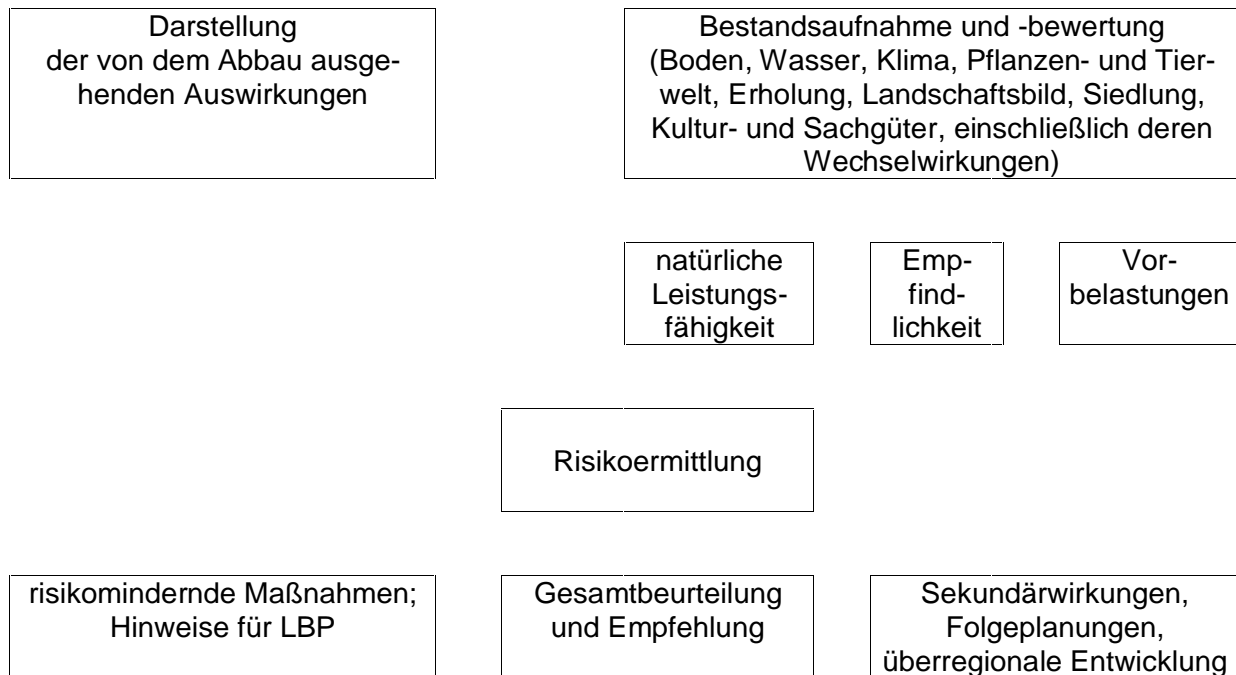 Darstellung
der von dem Abbau ausge-
henden Auswirkungen
Bestandsaufnahme und -bewertung
(Boden, Wasser, Klima, Pflanzen- und Tier-
welt, Erholung, Landschaftsbild, Siedlung,
Kultur- und Sachgüter, einschließlich deren
Wechselwirkungen)
natürliche
Leistungs-
fähigkeit
Emp-
find-
lichkeit
Vor-
belastungen
Risikoermittlung
risikomindernde Maßnahmen;
Hinweise für LBP
Gesamtbeurteilung
und Empfehlung
Sekundärwirkungen,
Folgeplanungen,
überregionale Entwicklung